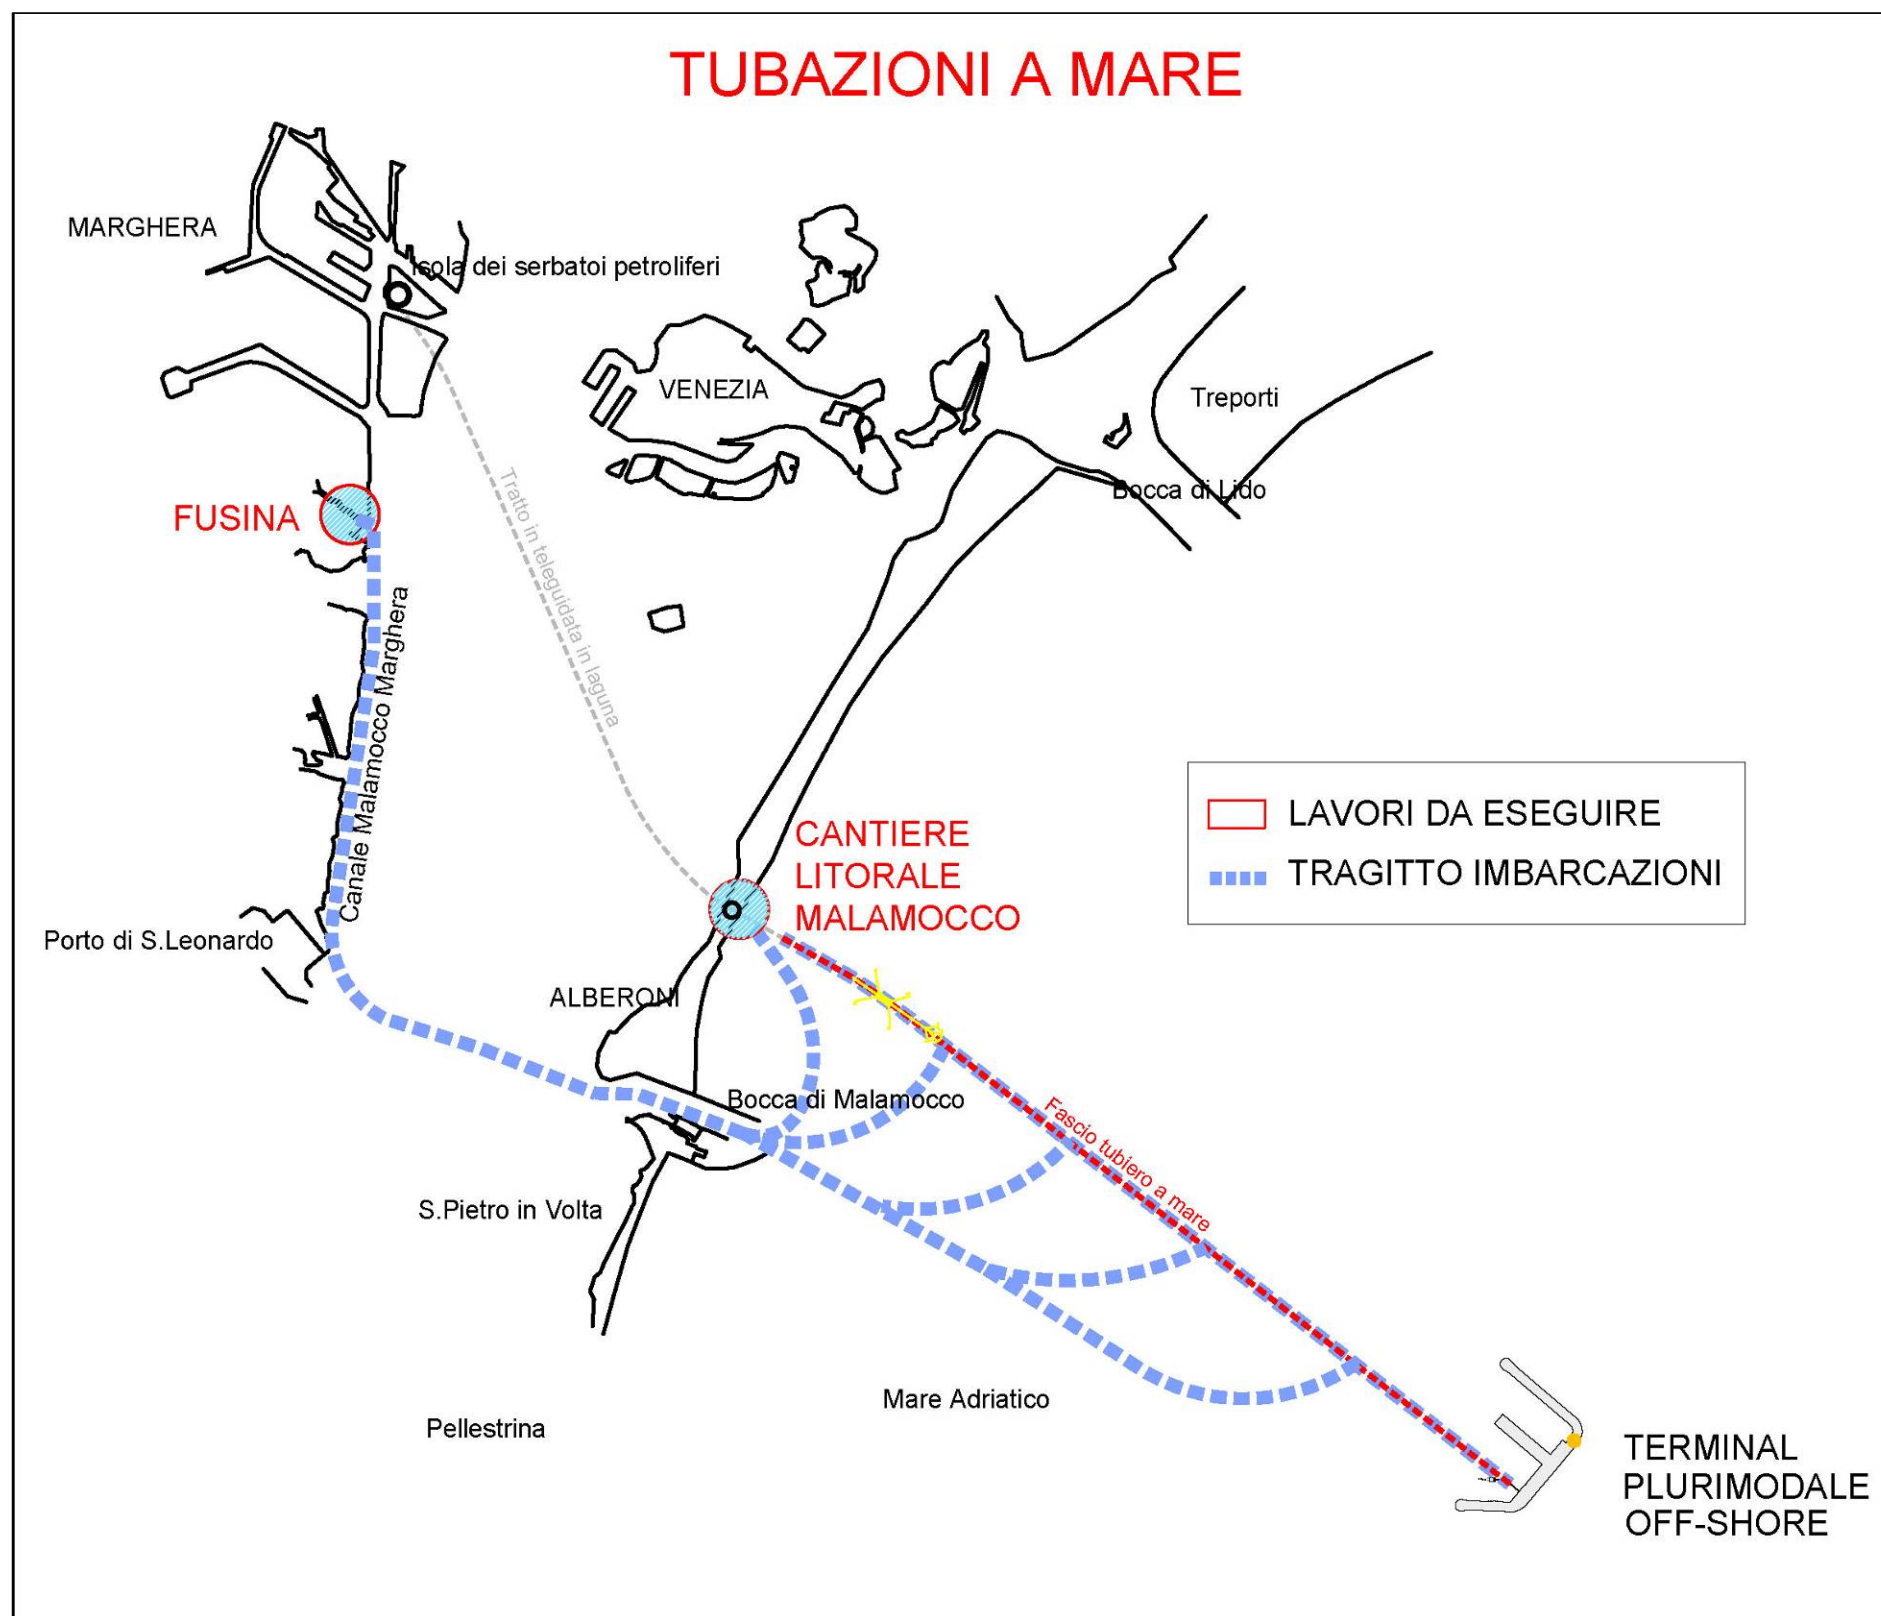 TUBAZIONI A MARE
MARGHERA
Isola dei serbatoi petroliferi
VENEZIA
Treporti
Bocca di Lido
FUSINA
Tratto in teleguidata in laguna
Canale Malamocco Marghera
CANTIERE
LITORALE
MALAMOCCO
LAVORI DA ESEGUIRE
TRAGITTO IMBARCAZIONI
Porto di S.Leonardo
ALBERONI
Bocca di Malamocco
Fascio tubiero a mare
S.Pietro in Volta
Mare Adriatico
Pellestrina
TERMINAL
PLURIMODALE
OFF-SHORE